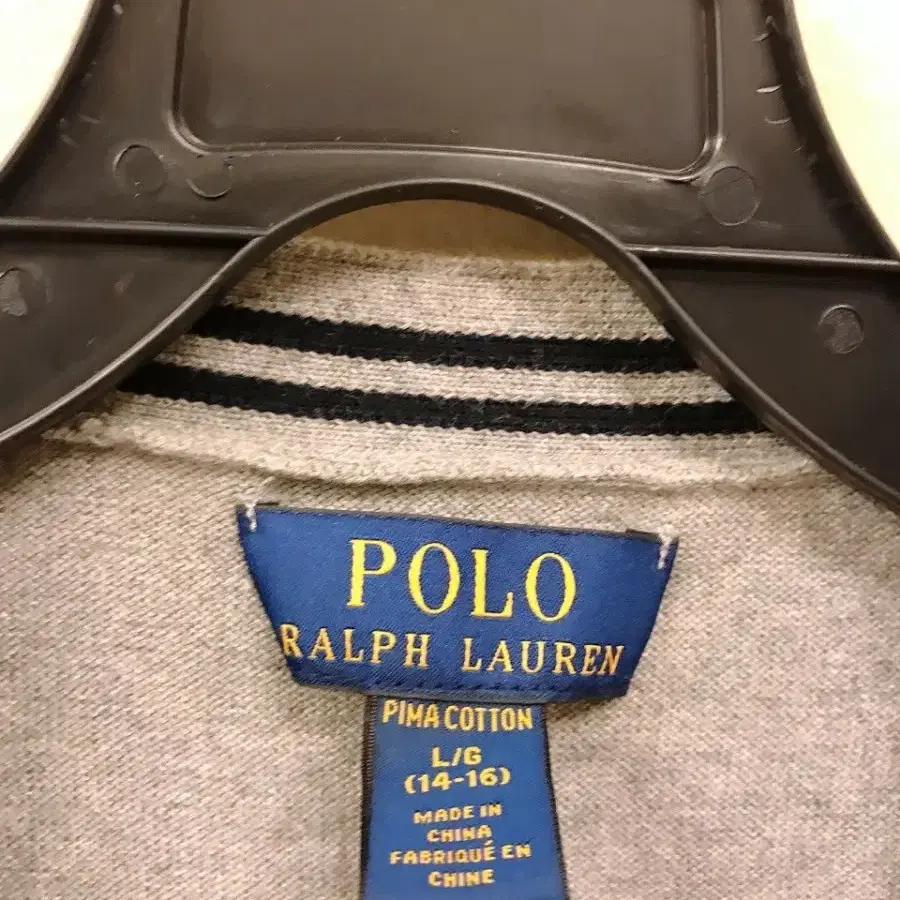 POLO
RALPH LAUREN
PIMA COTTON
L/G
(14-16)
MADE IN
CHINA
FABRIQUÉ EN
CHINE